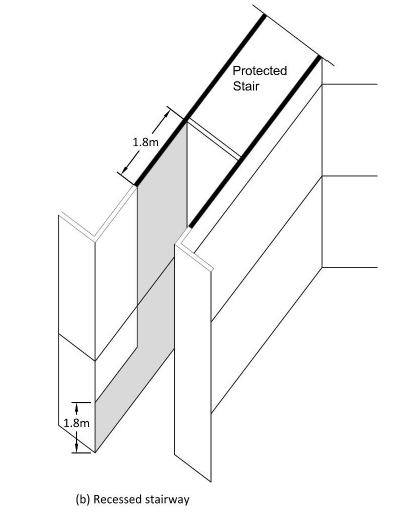 Protected
Stair
1.8m
1.8m
(b) Recessed stairway